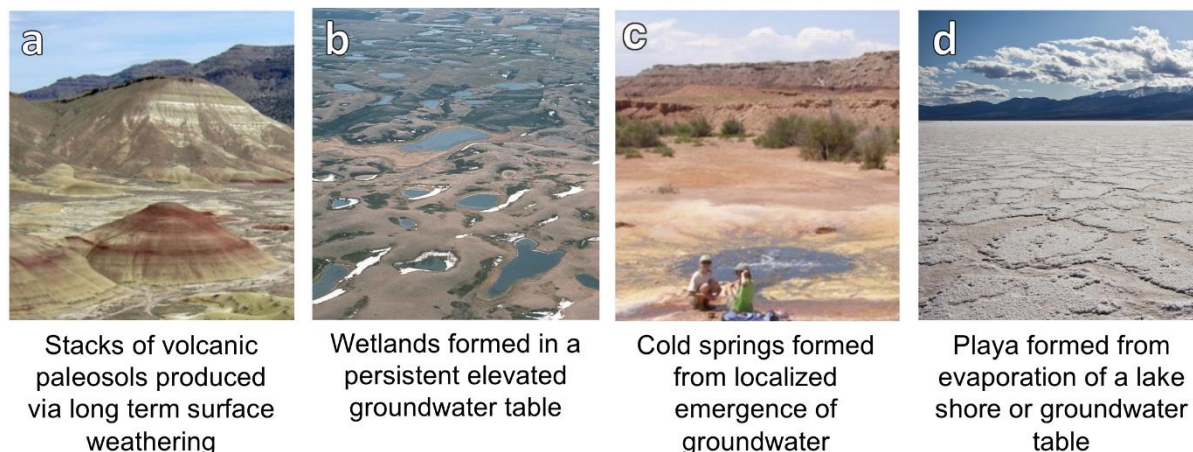 a
b
c
d
Stacks of volcanic
paleosols produced
via long term surface
weathering
Wetlands formed in a
persistent elevated
groundwater table
Cold springs formed
from localized
emergence of
groundwater
Playa formed from
evaporation of a lake
shore or groundwater
table